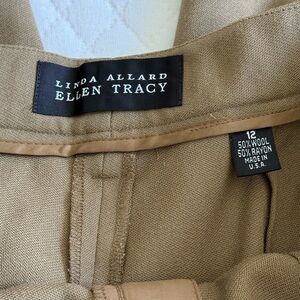 LINDA ALLARD
ELLEN TRACY
12
50% WOOL
50% RAYON
MADE IN
U.S.A.